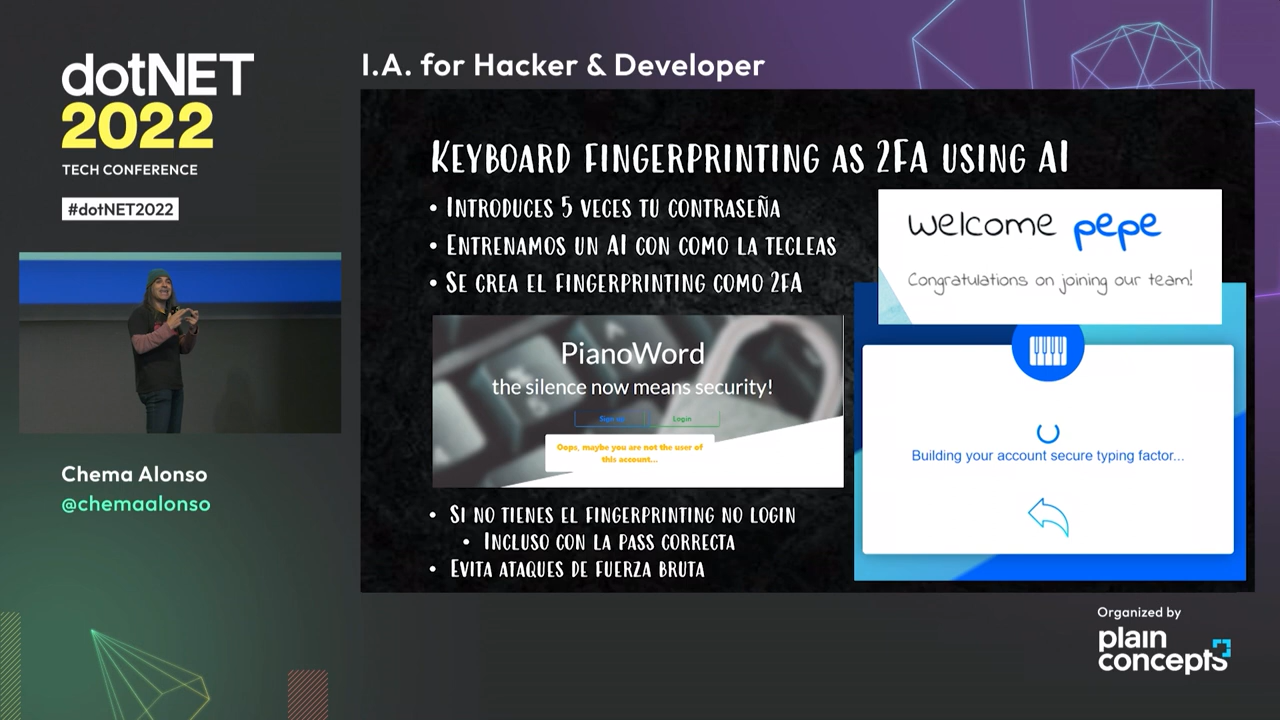 dotNET
2022
TECH CONFERENCE
#dotNET2022
I.A. for Hacker & Developer
KEYBOARD FINGERPRINTING AS 2FA USING AI
• INTRODUCES 5 VECES TU CONTRASEÑA
• ENTRENAMOS UN AI CON COMO LA TECLEAS
• SE CREA EL FINGERPRINTING COMO 2FA
Welcome pepe
Congratulations on joining our team!
PianoWord
the silence now means security!
Sign up Login
Oops, maybe you are not the user of
this account...
Building your account secure typing factor...
• SI NO TIENES EL FINGERPRINTING NO LOGIN
• INCLUSO CON LA PASS CORRECTA
• EVITA ATAQUES DE FUERZA BRUTA
Chema Alonso
@chemaalonso
Organized by
plain
concepts